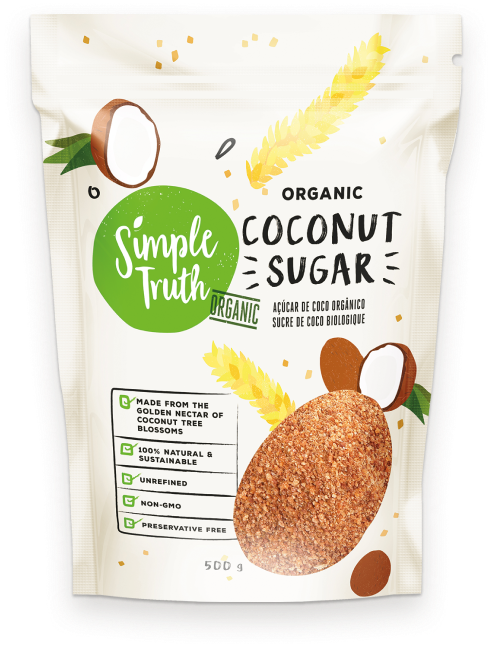 Simple
Truth
ORGANIC
ORGANIC
COCONUT
SUGAR
AÇÚCAR DE COCO ORGÂNICO
SUCRE DE COCO BIOLOGIQUE
MADE FROM THE
GOLDEN NECTAR OF
COCONUT TREE
BLOSSOMS
100% NATURAL &
SUSTAINABLE
UNREFINED
NON-GMO
PRESERVATIVE FREE
500 g